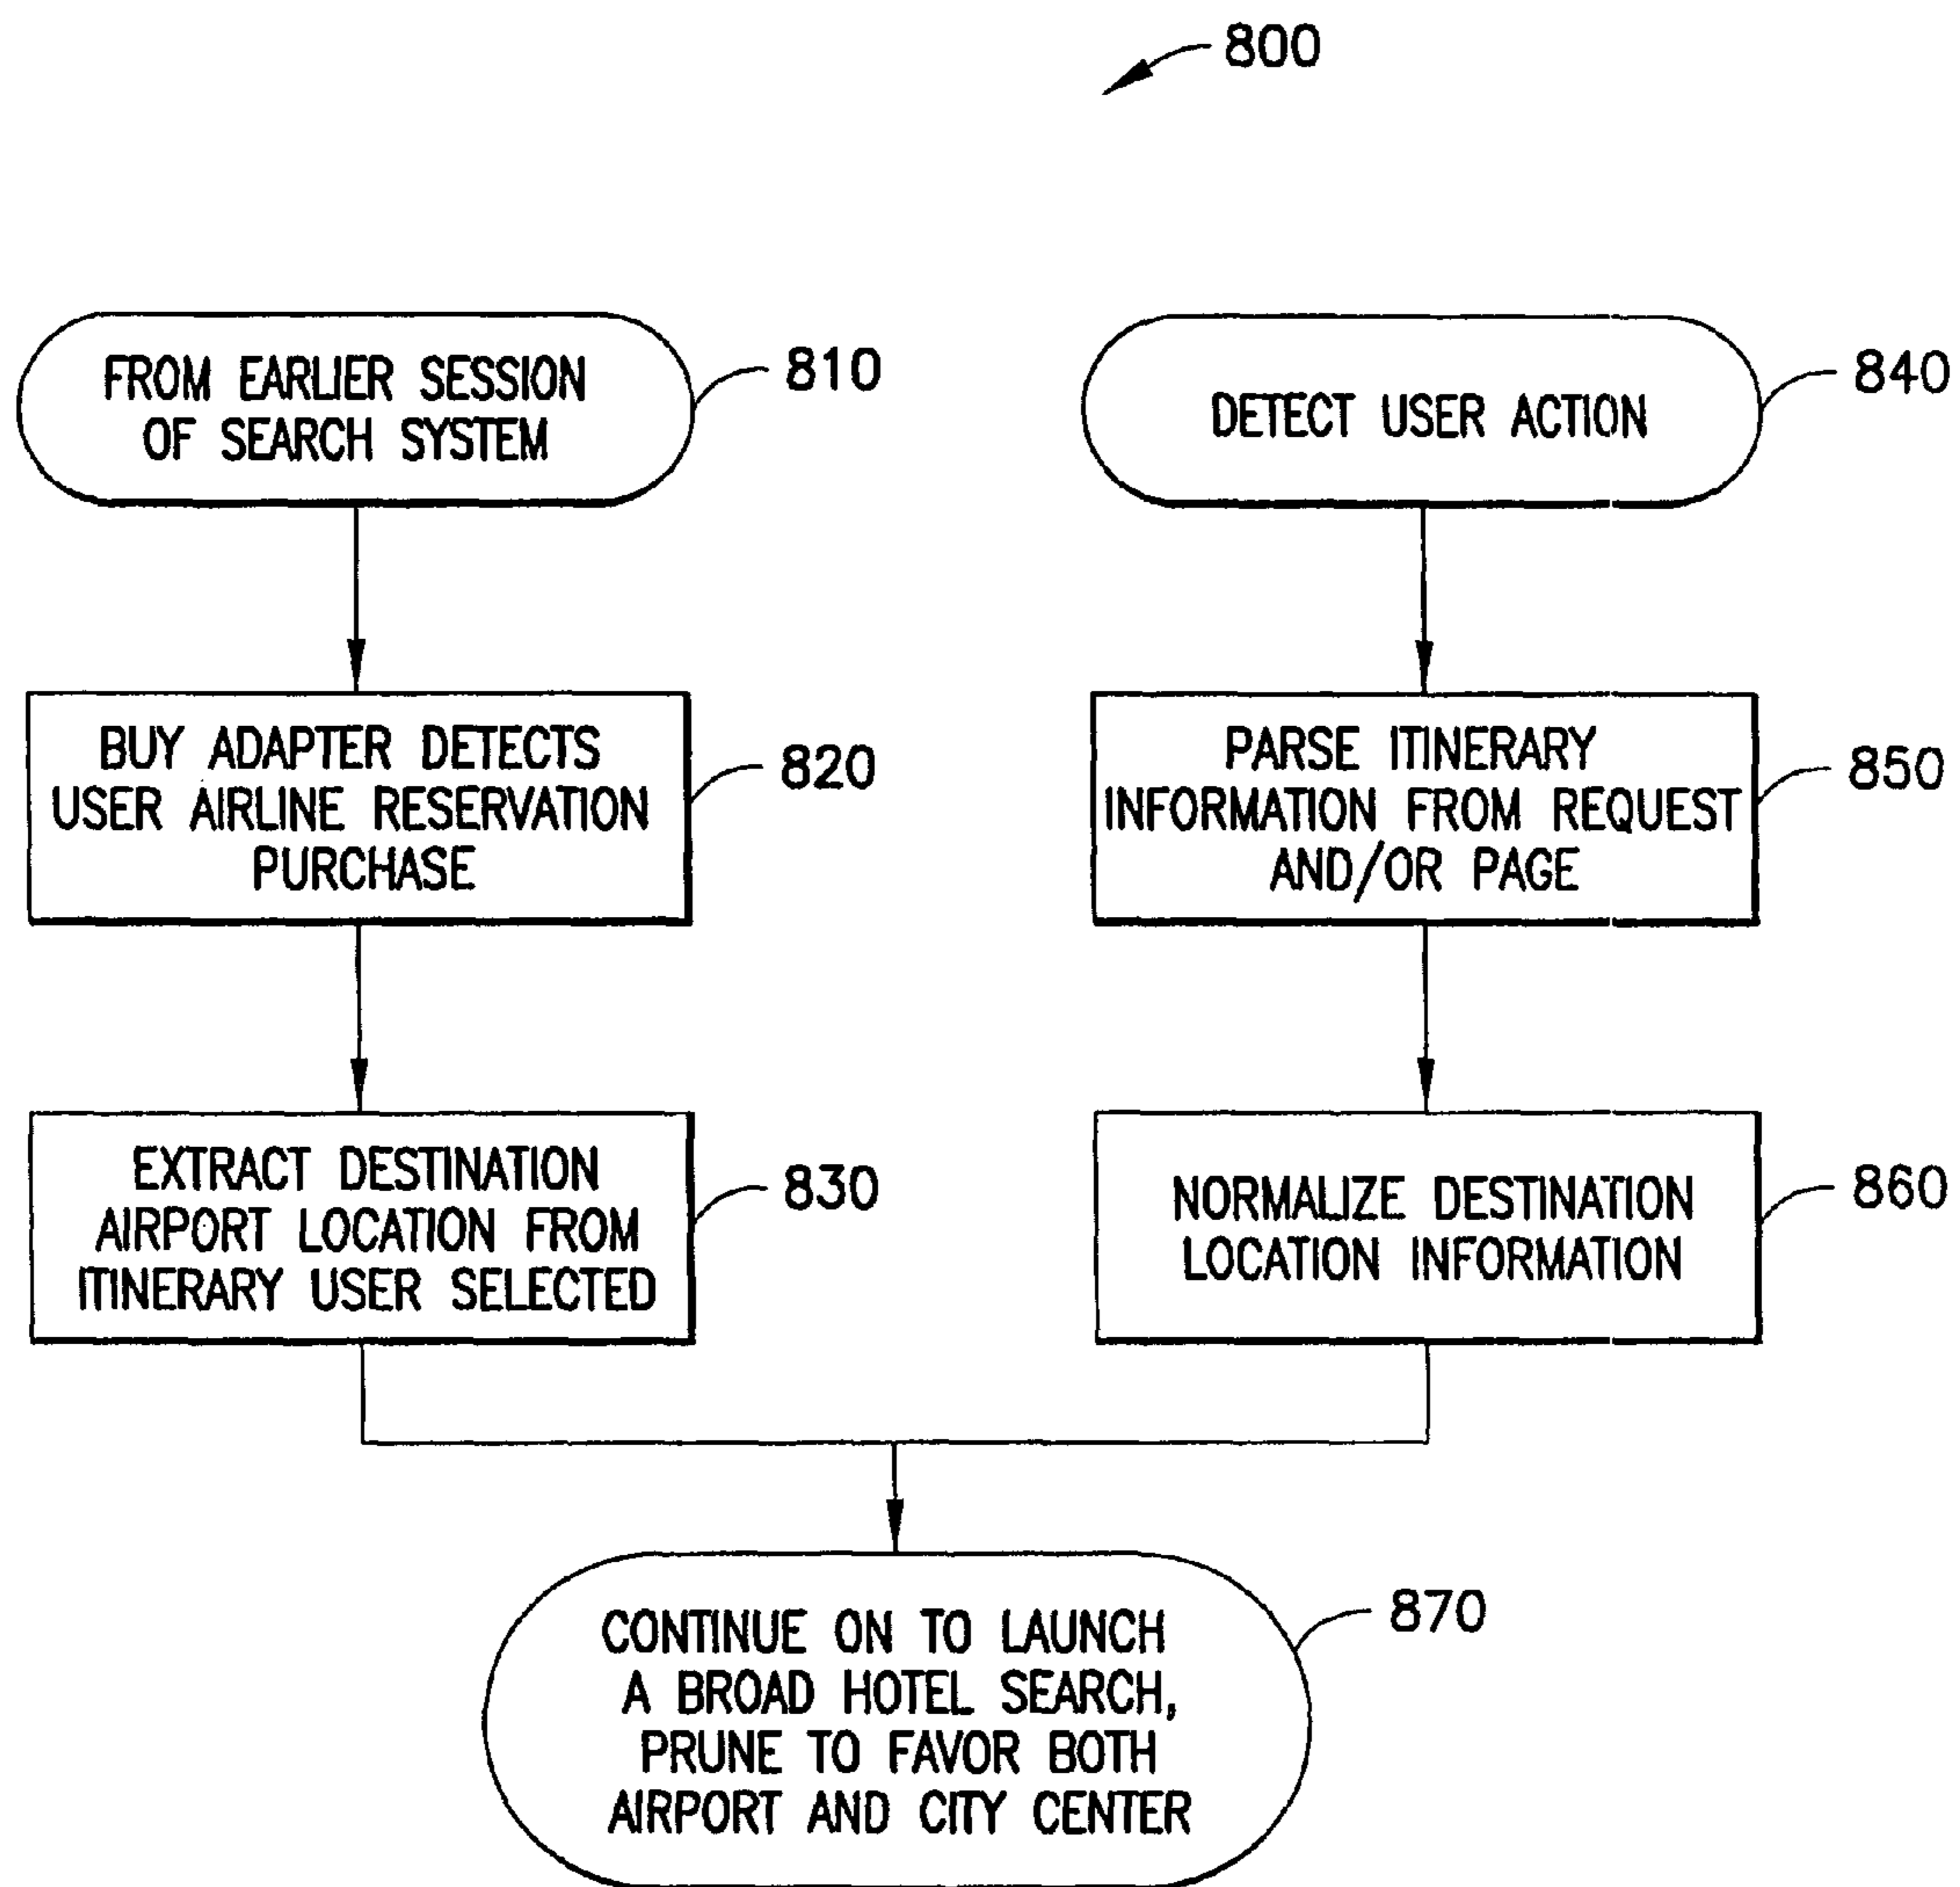 800
FROM EARLIER SESSION
OF SEARCH SYSTEM
810
BUY ADAPTER DETECTS
USER AIRLINE RESERVATION
PURCHASE
820
EXTRACT DESTINATION
AIRPORT LOCATION FROM
ITINERARY USER SELECTED
830
DETECT USER ACTION
840
PARSE ITINERARY
INFORMATION FROM REQUEST
AND/OR PAGE
850
NORMALIZE DESTINATION
LOCATION INFORMATION
860
CONTINUE ON TO LAUNCH
A BROAD HOTEL SEARCH,
PRUNE TO FAVOR BOTH
AIRPORT AND CITY CENTER
870